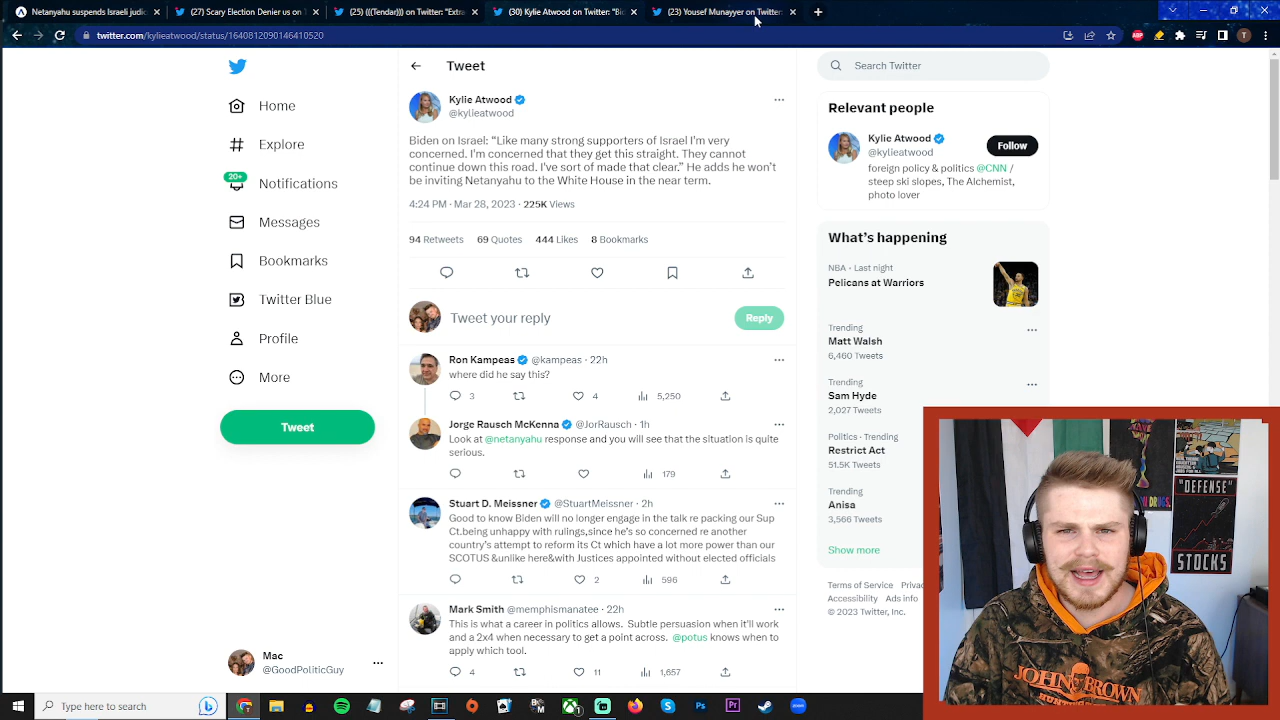 Netanyahu suspends Israeli judic
(27) Scary Election Denier us on T
(25) (((Tendar))) on Twitter: "Extra
(30) Kylie Atwood on Twitter: "Bi
(23) Yousef Munayyer on Twitter
twitter.com/kylieatwood/status/1640812090146410520
Home
Explore
20+
Notifications
Messages
Bookmarks
Twitter Blue
Profile
More
Tweet
Mac
@GoodPoliticGuy
Tweet
Kylie Atwood
@kylieatwood
Biden on Israel: “Like many strong supporters of Israel I'm very
concerned. I'm concerned that they get this straight. They cannot
continue down this road. I've sort of made that clear.” He adds he won't
be inviting Netanyahu to the White House in the near term.
4:24 PM · Mar 28, 2023 · 225K Views
94 Retweets 69 Quotes 444 Likes 8 Bookmarks
Tweet your reply
Reply
Ron Kampeas @kampeas · 22h
where did he say this?
3 4 5,250
Jorge Rausch McKenna @JorRausch · 1h
Look at @netanyahu response and you will see that the situation is quite
serious.
179
Stuart D. Meissner @StuartMeissner · 2h
Good to know Biden will no longer engage in the talk re packing our Sup
Ct.being unhappy with rulings,since he's so concerned re another
country's attempt to reform its Ct which have a lot more power than our
SCOTUS &unlike here&with Justices appointed without elected officials
2 596
Mark Smith @memphismanatee · 22h
This is what a career in politics allows. Subtle persuasion when it'll work
and a 2x4 when necessary to get a point across. @potus knows when to
apply which tool.
4 11 1,657
Search Twitter
Relevant people
Kylie Atwood
@kylieatwood
Follow
foreign policy & politics @CNN /
steep ski slopes, The Alchemist,
photo lover
What's happening
NBA · Last night
Pelicans at Warriors
Trending
Matt Walsh
6,460 Tweets
Trending
Sam Hyde
2,027 Tweets
Politics · Trending
Restrict Act
51.5K Tweets
Trending
Anisa
3,566 Tweets
Show more
Terms of Service Privac
Accessibility Ads info
© 2023 Twitter, Inc.
"DEFENSE"
STOCKS
JOHN BROWN
Type here to search